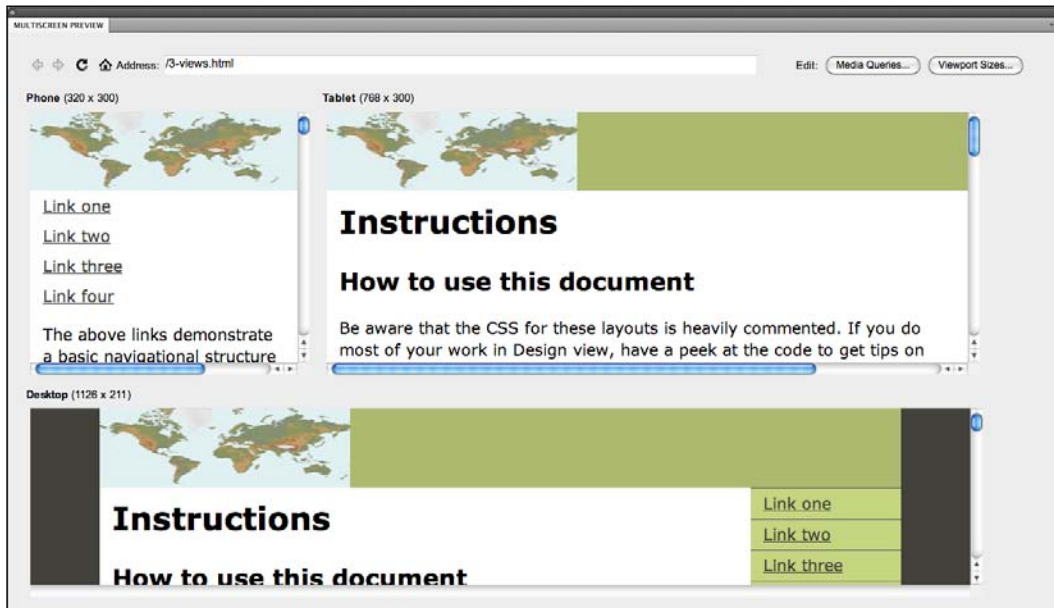 MULTISCREEN PREVIEW
Address: /3-views.html
Edit: Media Queries... Viewport Sizes...
Phone (320 x 300)
Link one
Link two
Link three
Link four
The above links demonstrate
a basic navigational structure
Tablet (768 x 300)
Instructions
How to use this document
Be aware that the CSS for these layouts is heavily commented. If you do
most of your work in Design view, have a peek at the code to get tips on
Desktop (1126 x 211)
Instructions
How to use this document
Link one
Link two
Link three